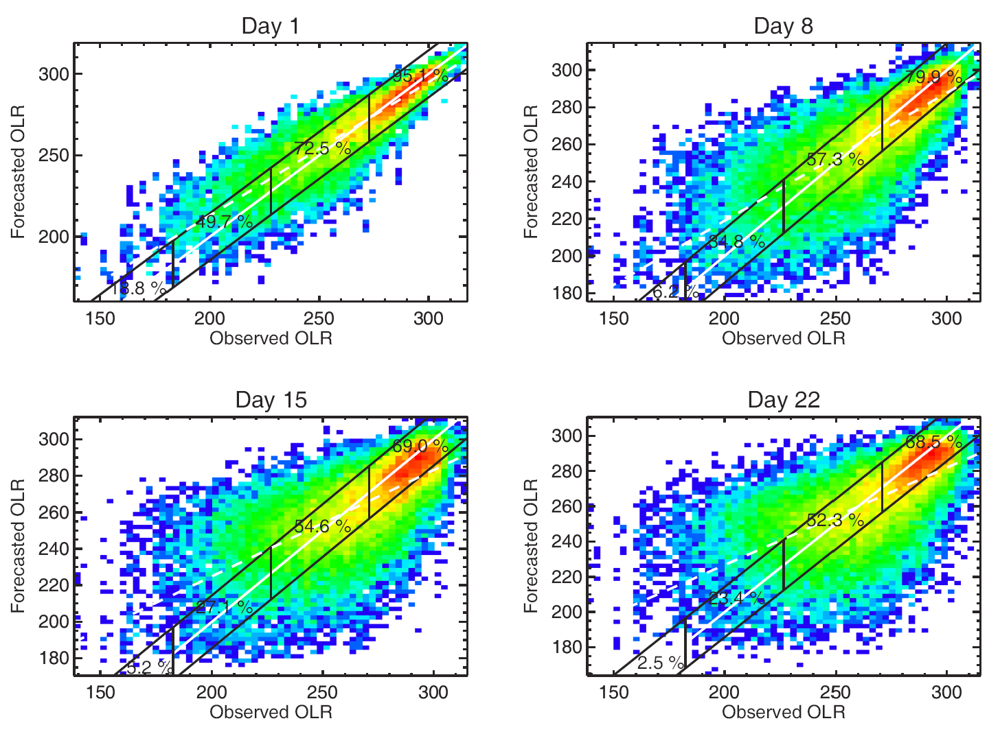 Day 1
300
250
200
95.1 %
72.5 %
49.7 %
18.8 %
150 200 250 300
Observed OLR
Forecasted OLR
Day 8
300
280
260
240
220
200
180
79.9 %
57.3 %
34.8 %
6.2 %
150 200 250 300
Observed OLR
Forecasted OLR
Day 15
300
280
260
240
220
200
180
69.0 %
54.6 %
27.1 %
5.2 %
150 200 250 300
Observed OLR
Forecasted OLR
Day 22
300
280
260
240
220
200
180
68.5 %
52.3 %
23.4 %
2.5 %
150 200 250 300
Observed OLR
Forecasted OLR